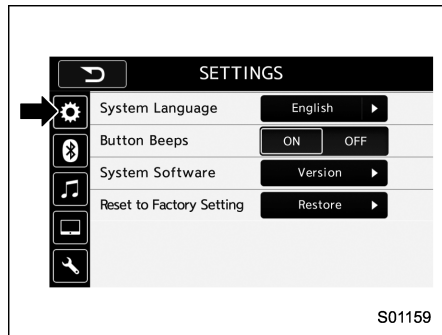 SETTINGS
System Language English
Button Beeps ON OFF
System Software Version
Reset to Factory Setting Restore
S01159